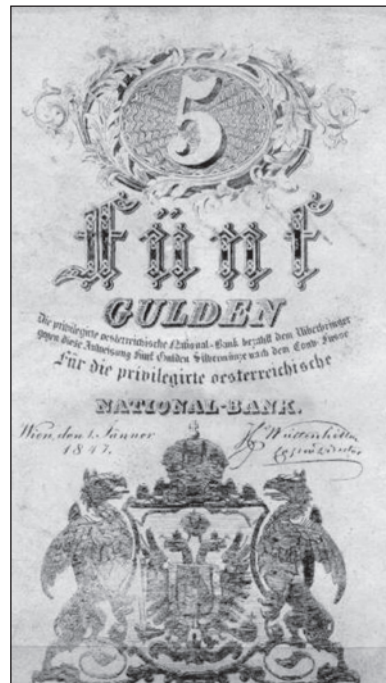 5
Fünf
GULDEN
Die privilegirte oesterreichische National-Bank bezahlt dem Uiberbringer
gegen diese Anweisung Fünf Gulden Silbermünze nach dem Conv. Fusse
Für die privilegirte oesterreichische
NATIONAL-BANK.
Wien, den 1. Jänner
1847.